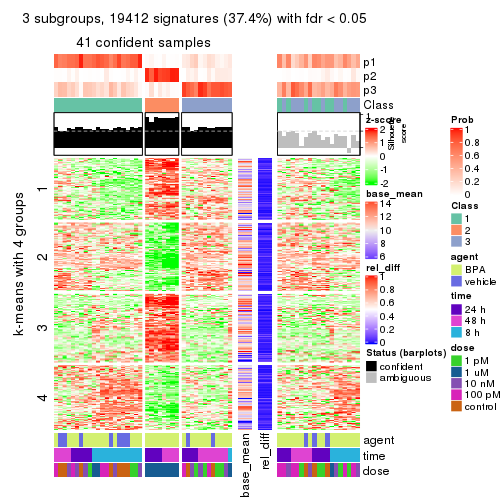 3 subgroups, 19412 signatures (37.4%) with fdr < 0.05
41 confident samples
p1
p2
p3
Class
1
Silhouette
score
k-means with 4 groups
1
2
3
4
base_mean
rel_diff
agent
time
dose
z-score
2
1
0
-1
-2
base_mean
14
12
10
8
6
rel_diff
1
0.8
0.6
0.4
0.2
0
Status (barplots)
confident
ambiguous
Prob
1
0.8
0.6
0.4
0.2
0
Class
1
2
3
agent
BPA
vehicle
time
24 h
48 h
8 h
dose
1 pM
1 uM
10 nM
100 pM
control